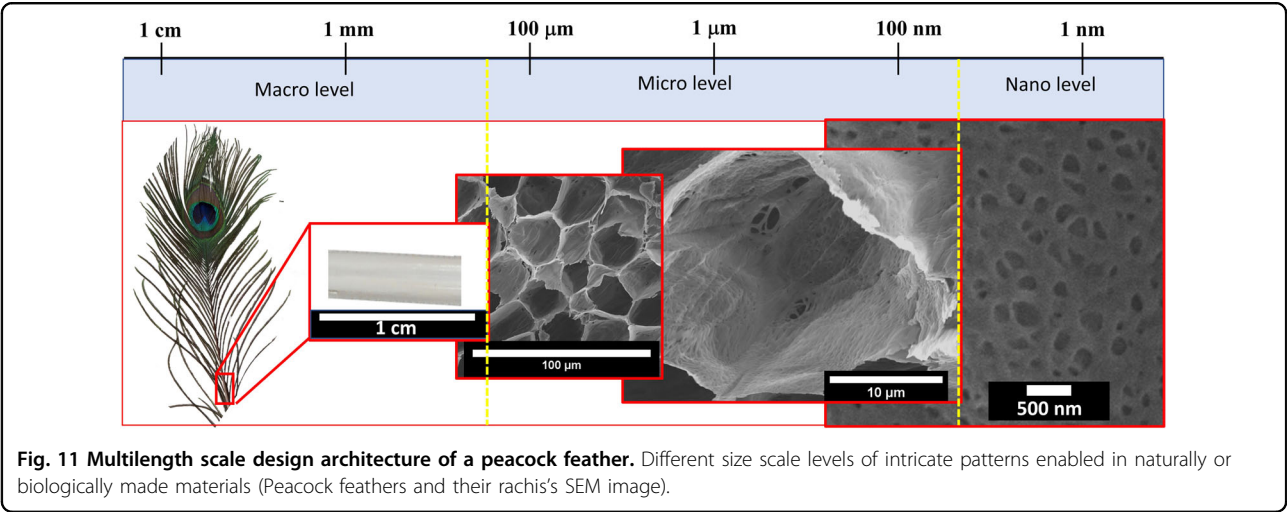 1 cm 1 mm 100 μm 1 μm 100 nm 1 nm
Macro level Micro level Nano level
1 cm
100 μm
10 μm
500 nm
Fig. 11 Multilength scale design architecture of a peacock feather. Different size scale levels of intricate patterns enabled in naturally or
biologically made materials (Peacock feathers and their rachis's SEM image).